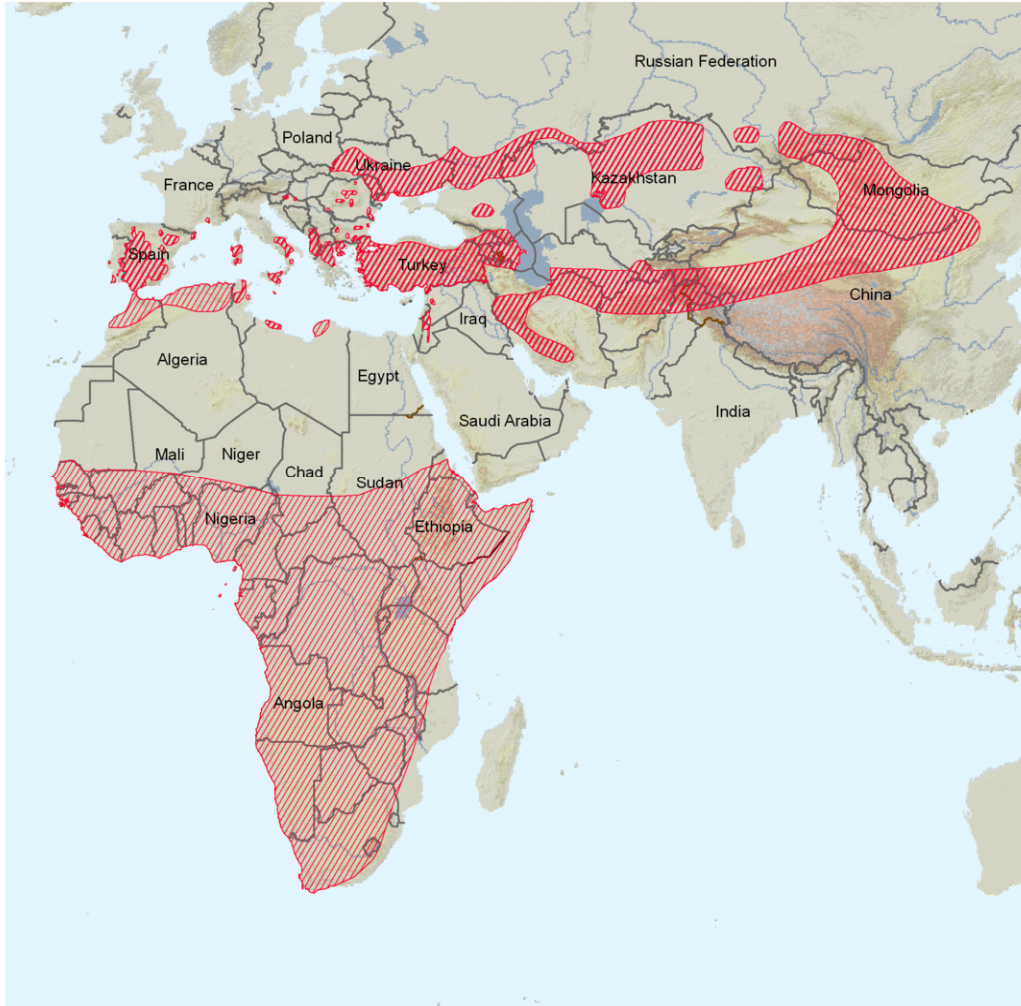 Russian Federation
Poland
Ukraine
France
Kazakhstan
Mongolia
Spain
Turkey
China
Iraq
Algeria
Egypt
India
Saudi Arabia
Mali
Niger
Chad
Sudan
Nigeria
Ethiopia
Angola